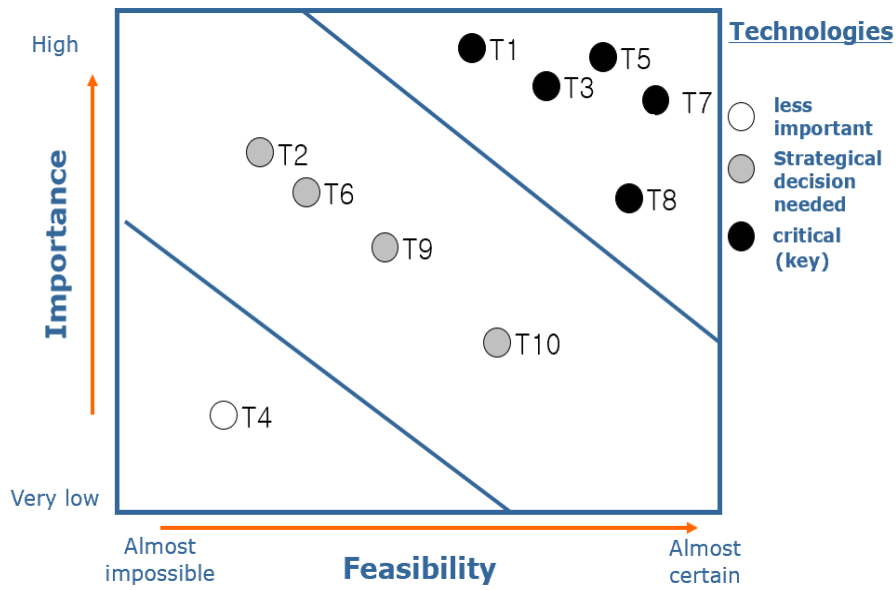 High
Importance
Very low
T1
T5
T3
T7
T2
T6
T8
T9
T10
T4
Almost
impossible
Feasibility
Almost
certain
Technologies
less
important
Strategical
decision
needed
critical
(key)